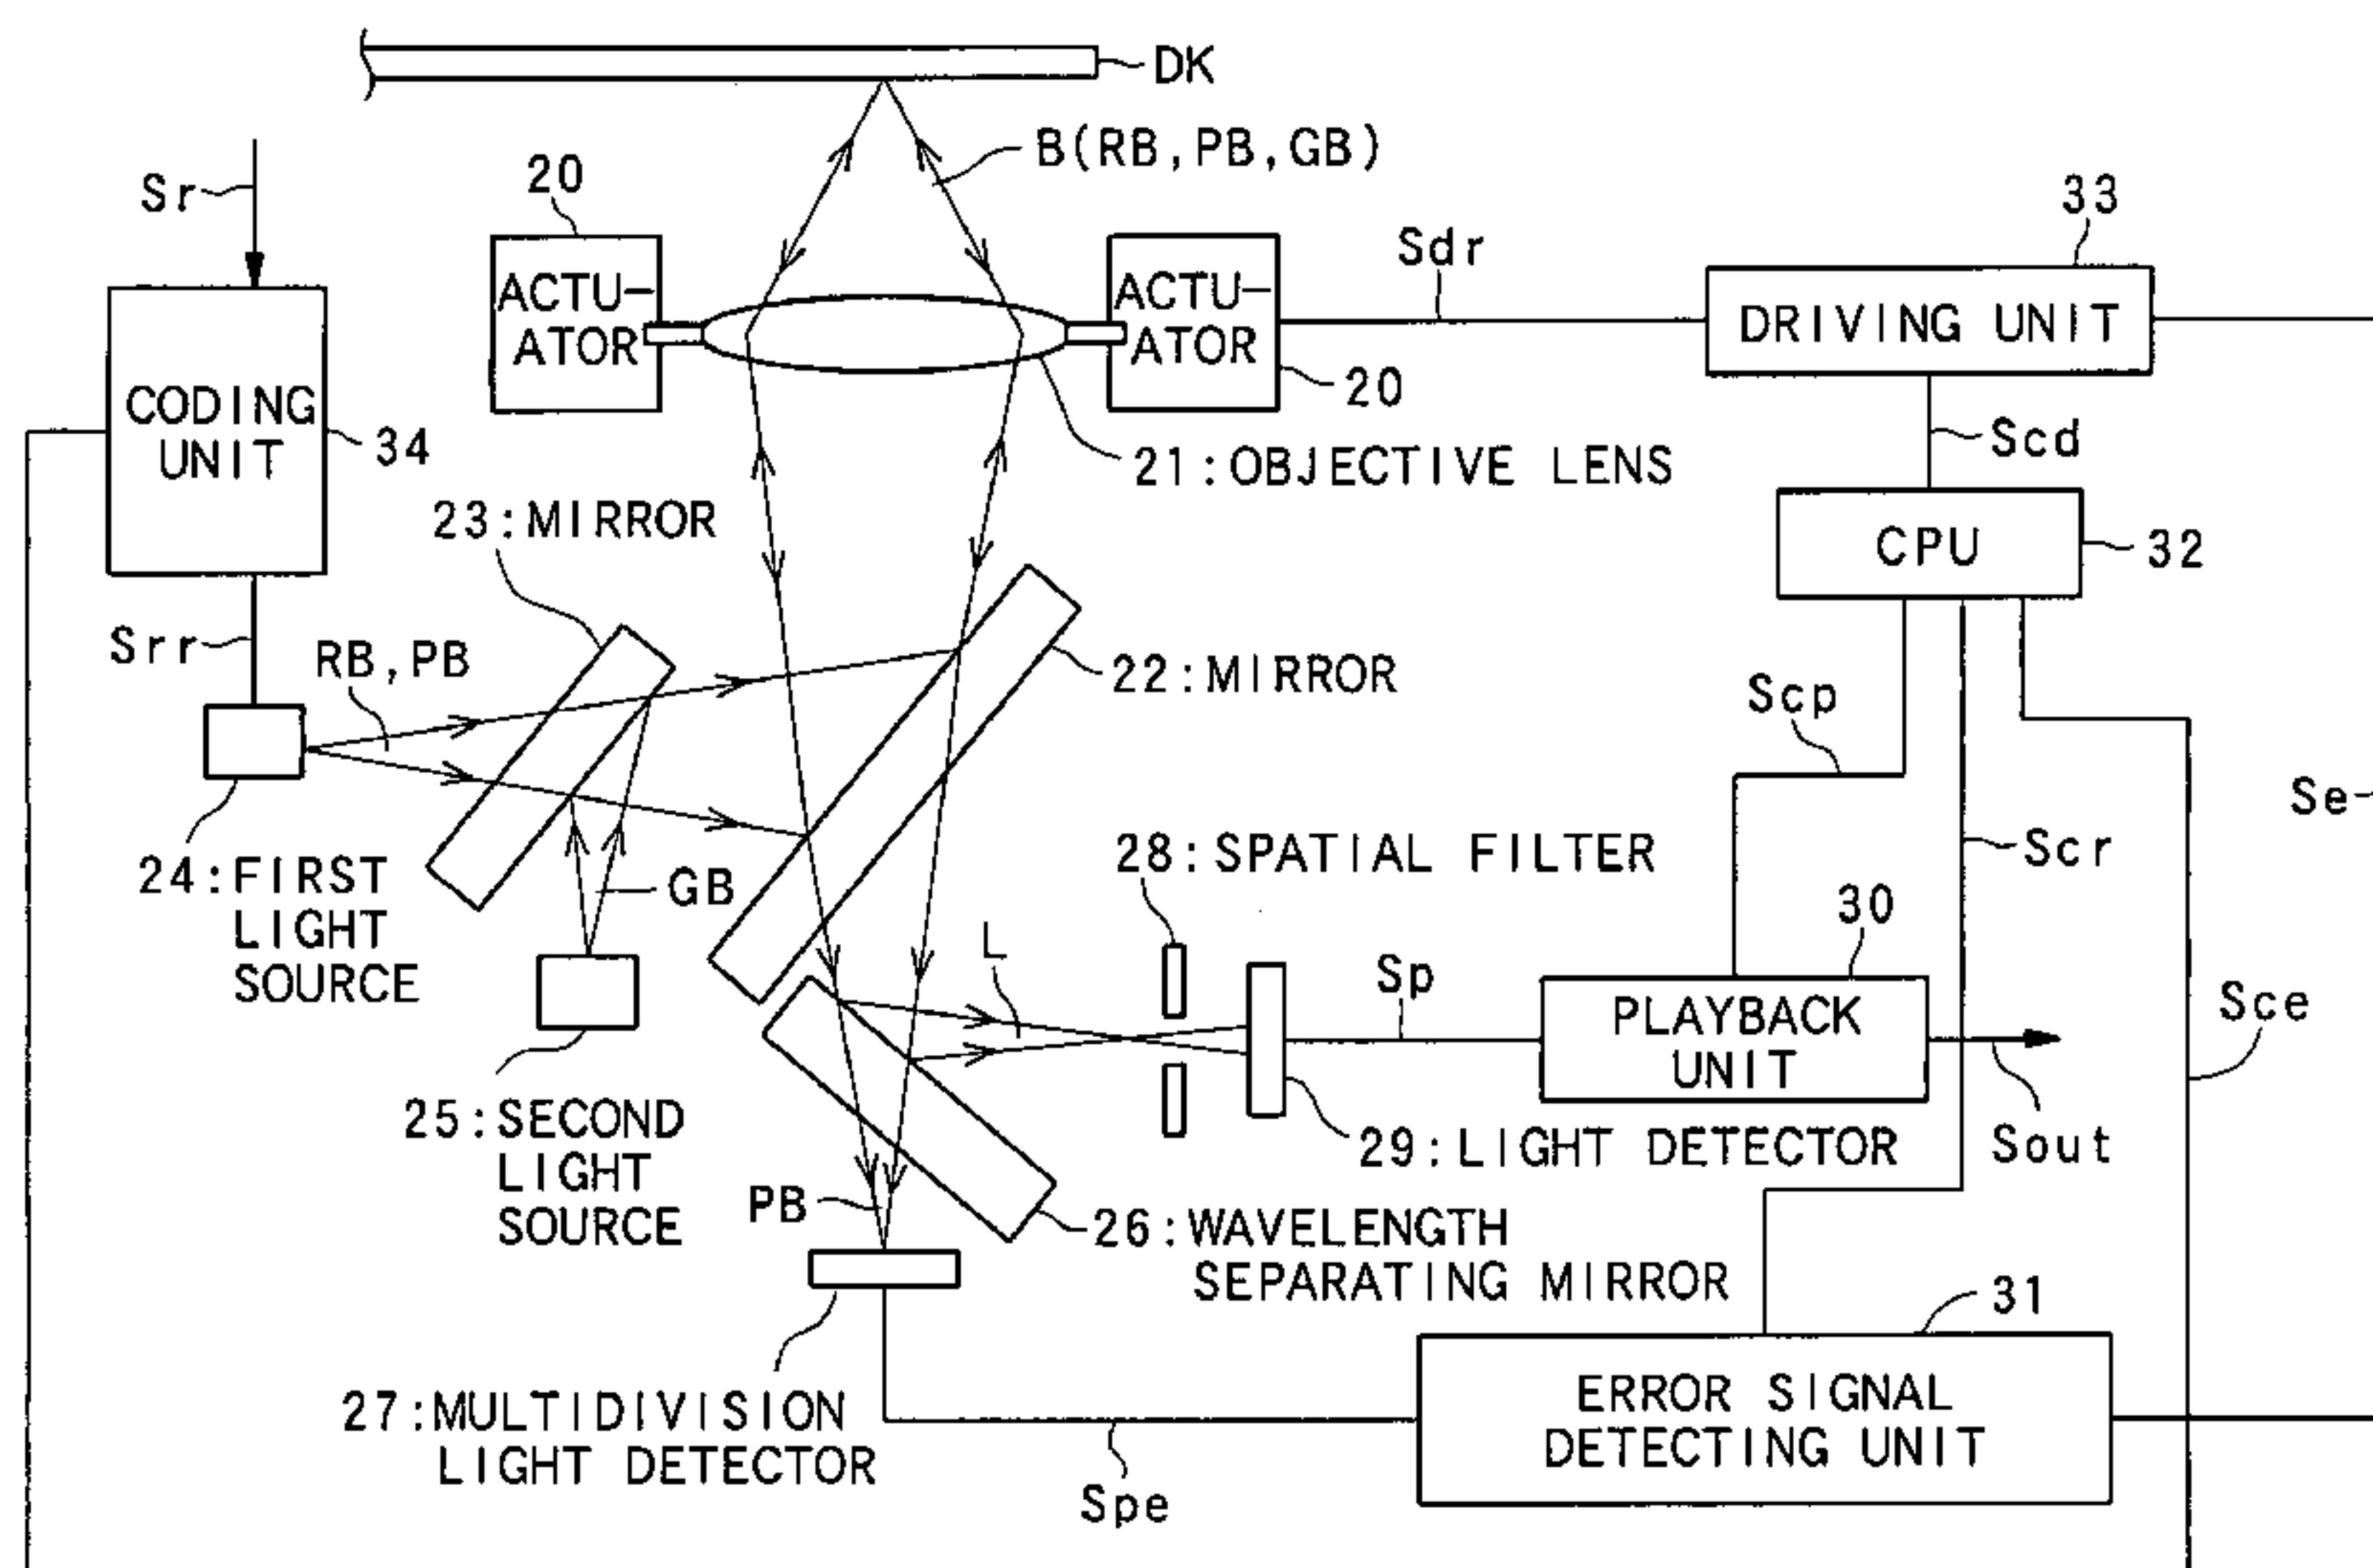 DK
B(RB, PB, GB)
20
Sr
33
Sdr
ACTU-
ATOR
ACTU-
ATOR
DRIVING UNIT
20
CODING
UNIT
34
Scd
21:OBJECTIVE LENS
23:MIRROR
CPU
32
Srr
RB, PB
22:MIRROR
Scp
Se
28:SPATIAL FILTER
Scr
24:FIRST
LIGHT
SOURCE
GB
30
L
Sp
PLAYBACK
UNIT
Sce
25:SECOND
LIGHT
SOURCE
29:LIGHT DETECTOR
Sout
PB
26:WAVELENGTH
SEPARATING MIRROR
31
27:MULTIDIVISION
LIGHT DETECTOR
ERROR SIGNAL
DETECTING UNIT
Spe